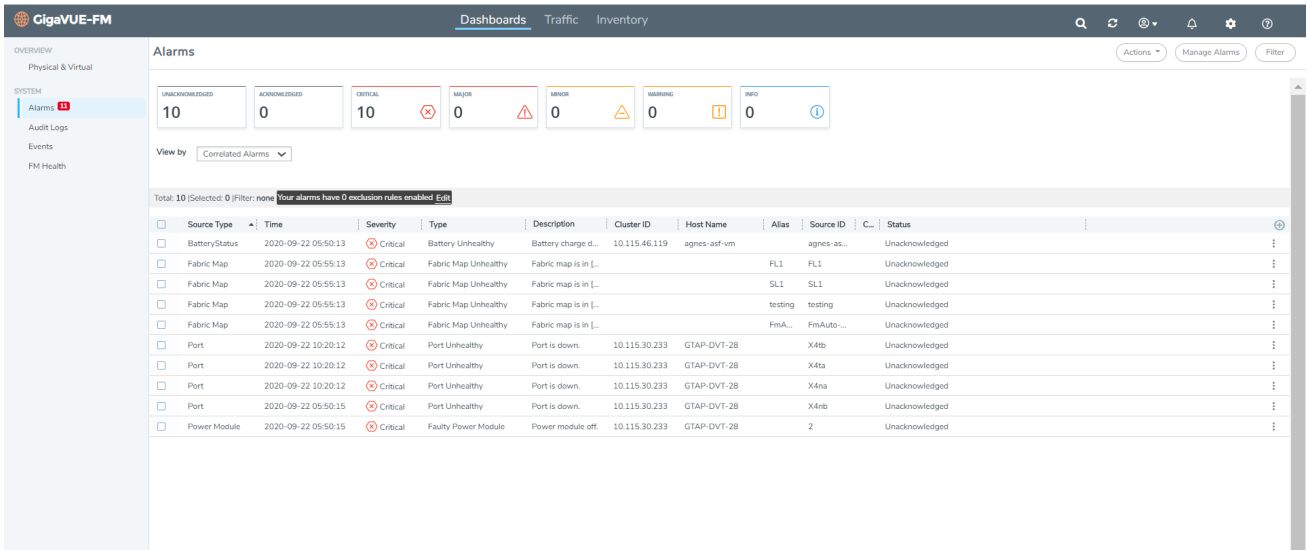 GigaVUE-FM Dashboards Traffic Inventory
OVERVIEW
Physical & Virtual
SYSTEM
Alarms 11
Audit Logs
Events
FM Health
Alarms Actions Manage Alarms Filter
UNACKNOWLEDGED ACKNOWLEDGED CRITICAL MAJOR MINOR WARNING INFO
10 0 10 0 0 0 0
View by Correlated Alarms
Total: 10 |Selected: 0 |Filter: none Your alarms have 0 exclusion rules enabled Edit
Source Type Time Severity Type Description Cluster ID Host Name Alias Source ID C... Status
BatteryStatus 2020-09-22 05:50:13 Critical Battery Unhealthy Battery charge d... 10.115.46.119 agnes-asf-vm agnes-as... Unacknowledged
Fabric Map 2020-09-22 05:55:13 Critical Fabric Map Unhealthy Fabric map is in [... FL1 FL1 Unacknowledged
Fabric Map 2020-09-22 05:55:13 Critical Fabric Map Unhealthy Fabric map is in [... SL1 SL1 Unacknowledged
Fabric Map 2020-09-22 05:55:13 Critical Fabric Map Unhealthy Fabric map is in [... testing testing Unacknowledged
Fabric Map 2020-09-22 05:55:13 Critical Fabric Map Unhealthy Fabric map is in [... FmA... FmAuto-... Unacknowledged
Port 2020-09-22 10:20:12 Critical Port Unhealthy Port is down. 10.115.30.233 GTAP-DVT-28 X4tb Unacknowledged
Port 2020-09-22 10:20:12 Critical Port Unhealthy Port is down. 10.115.30.233 GTAP-DVT-28 X4ta Unacknowledged
Port 2020-09-22 10:20:12 Critical Port Unhealthy Port is down. 10.115.30.233 GTAP-DVT-28 X4na Unacknowledged
Port 2020-09-22 05:50:15 Critical Port Unhealthy Port is down. 10.115.30.233 GTAP-DVT-28 X4nb Unacknowledged
Power Module 2020-09-22 05:50:15 Critical Faulty Power Module Power module off. 10.115.30.233 GTAP-DVT-28 2 Unacknowledged